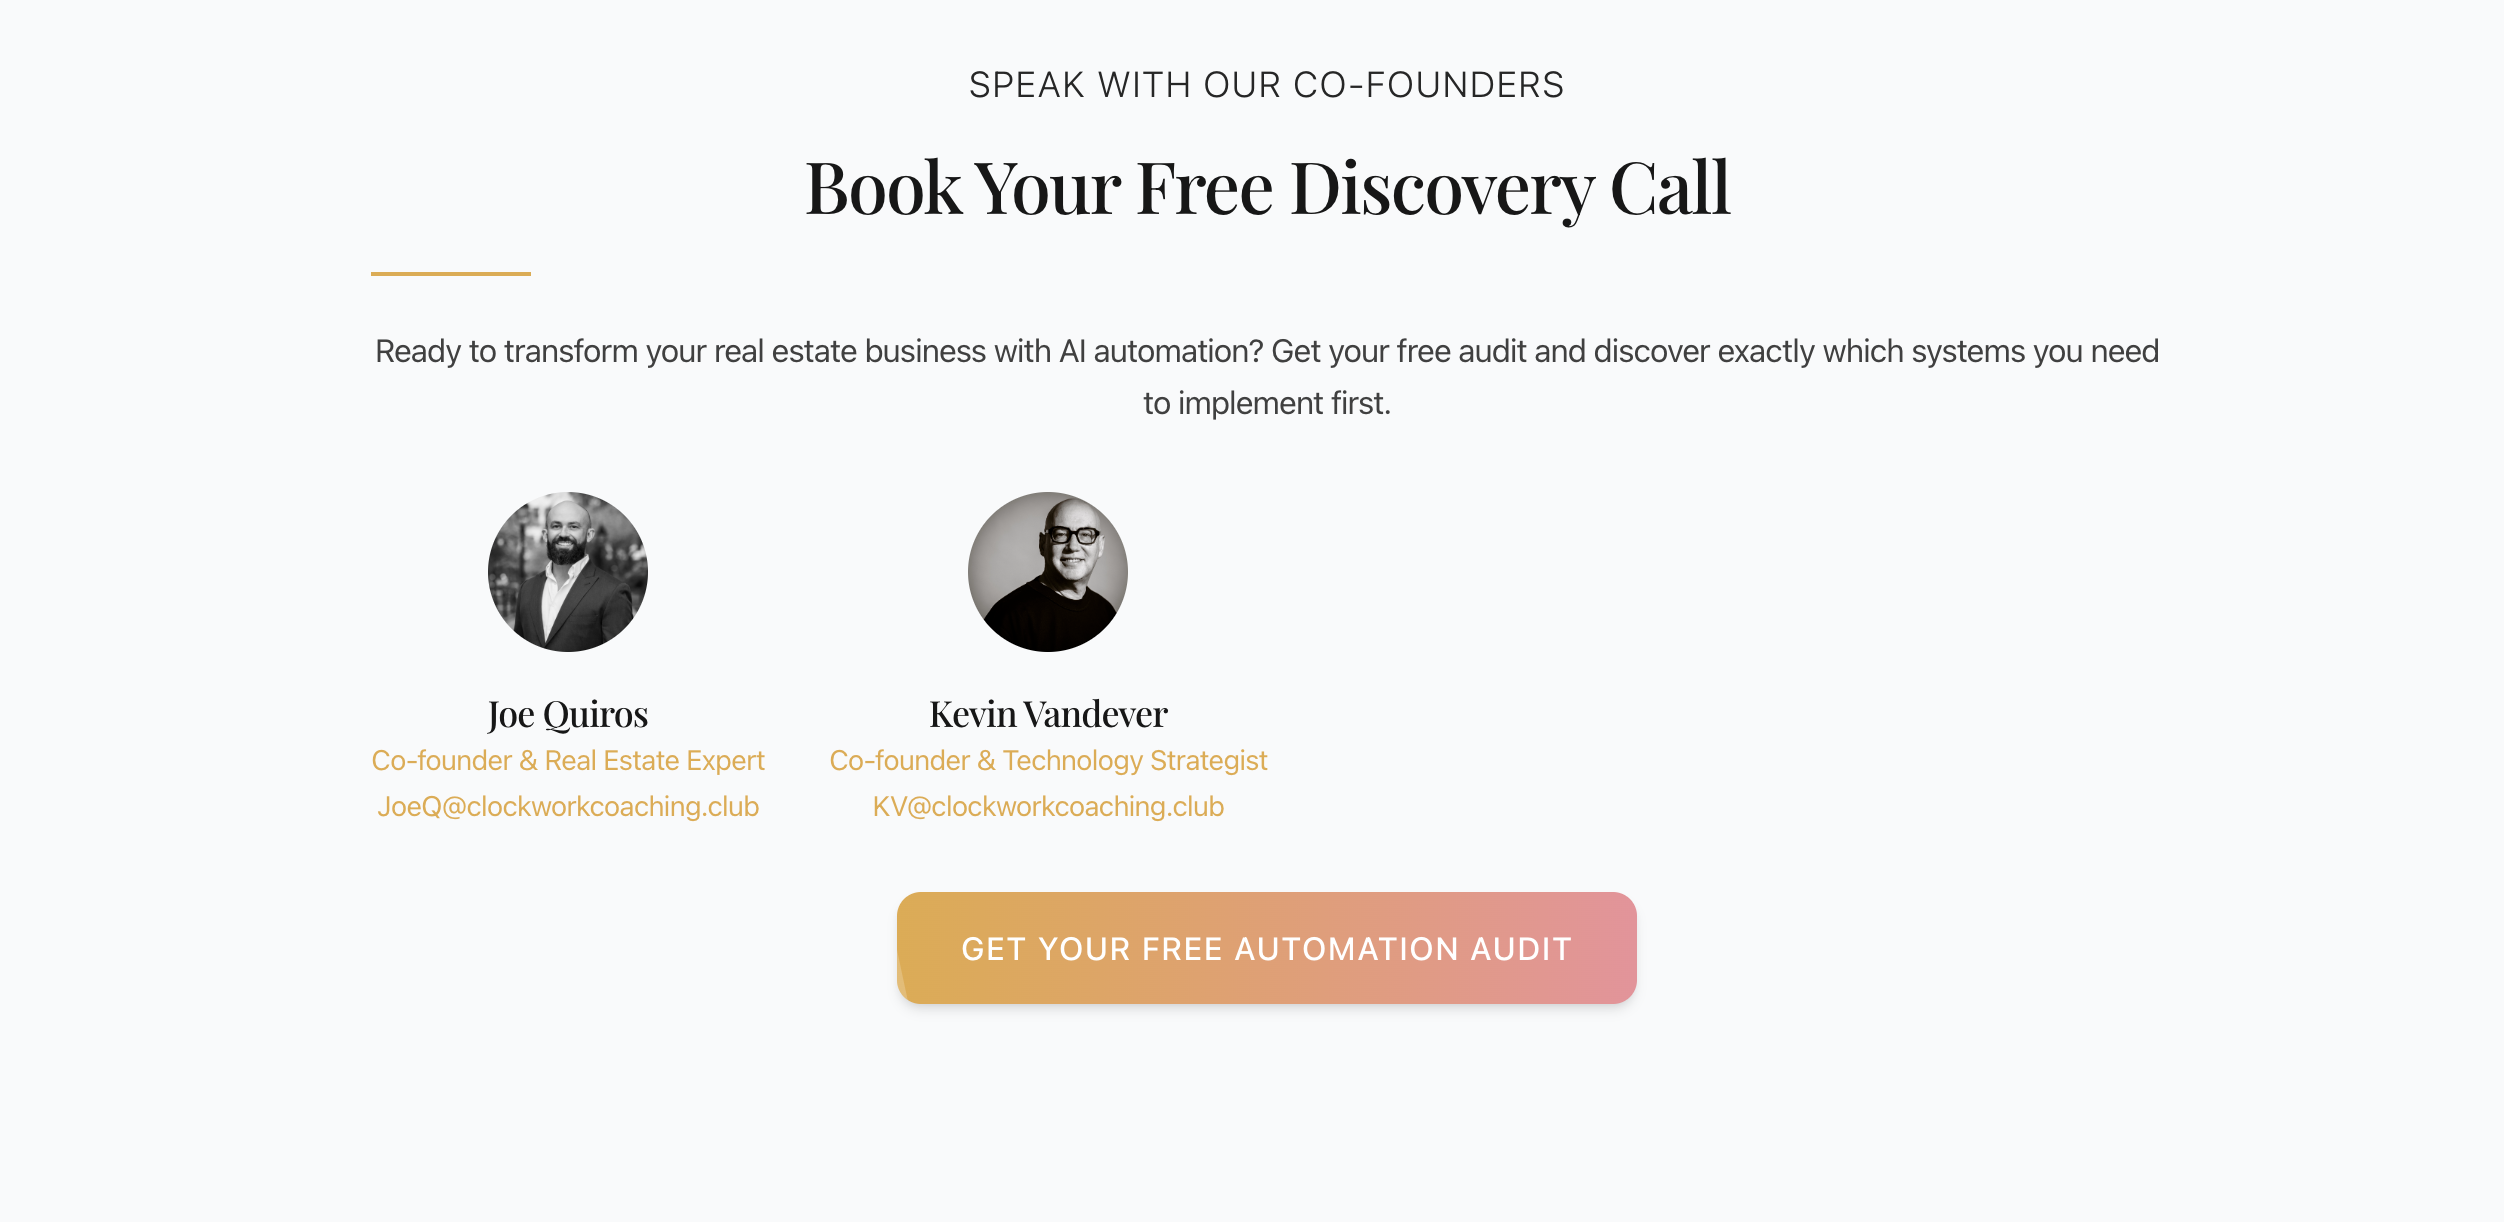 SPEAK WITH OUR CO-FOUNDERS
Book Your Free Discovery Call
Ready to transform your real estate business with AI automation? Get your free audit and discover exactly which systems you need
to implement first.
Joe Quiros
Co-founder & Real Estate Expert
JoeQ@clockworkcoaching.club
Kevin Vandever
Co-founder & Technology Strategist
KV@clockworkcoaching.club
GET YOUR FREE AUTOMATION AUDIT